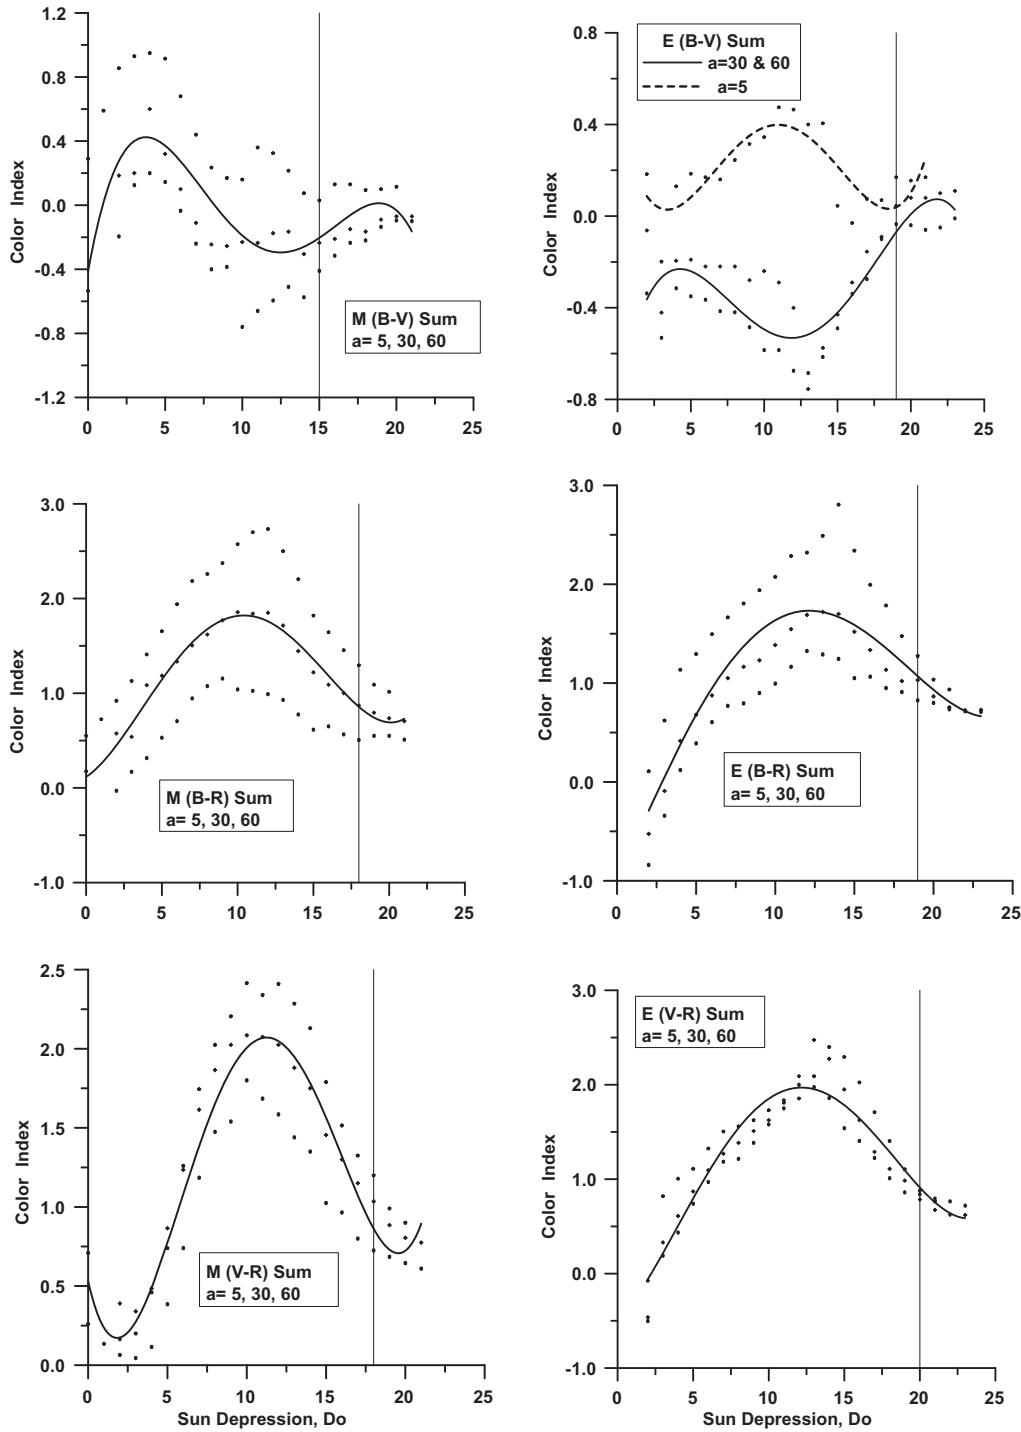 1.2
0.8
0.4
0.0
-0.4
-0.8
-1.2
Color Index
M (B-V) Sum
a= 5, 30, 60
0 5 10 15 20 25
0.8
0.4
0.0
-0.4
-0.8
Color Index
E (B-V) Sum
a=30 & 60
a=5
0 5 10 15 20 25
3.0
2.0
1.0
0.0
-1.0
Color Index
M (B-R) Sum
a= 5, 30, 60
0 5 10 15 20 25
3.0
2.0
1.0
0.0
-1.0
Color Index
E (B-R) Sum
a= 5, 30, 60
0 5 10 15 20 25
2.5
2.0
1.5
1.0
0.5
0.0
Color Index
M (V-R) Sum
a= 5, 30, 60
0 5 10 15 20 25
Sun Depression, Do
3.0
2.0
1.0
0.0
-1.0
Color Index
E (V-R) Sum
a= 5, 30, 60
0 5 10 15 20 25
Sun Depression, Do